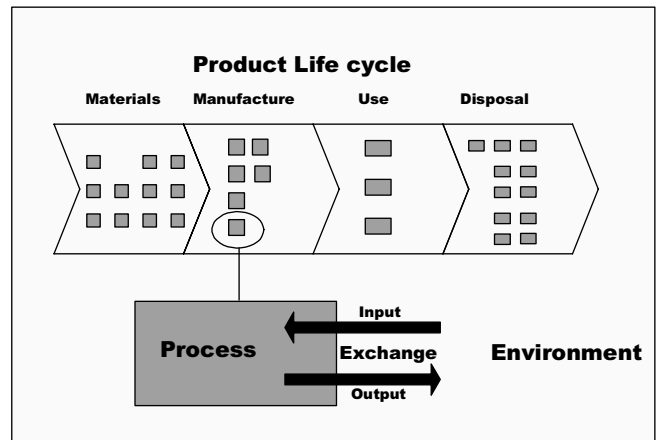 Product Life cycle
Materials Manufacture Use Disposal
Input
Process Exchange Environment
Output